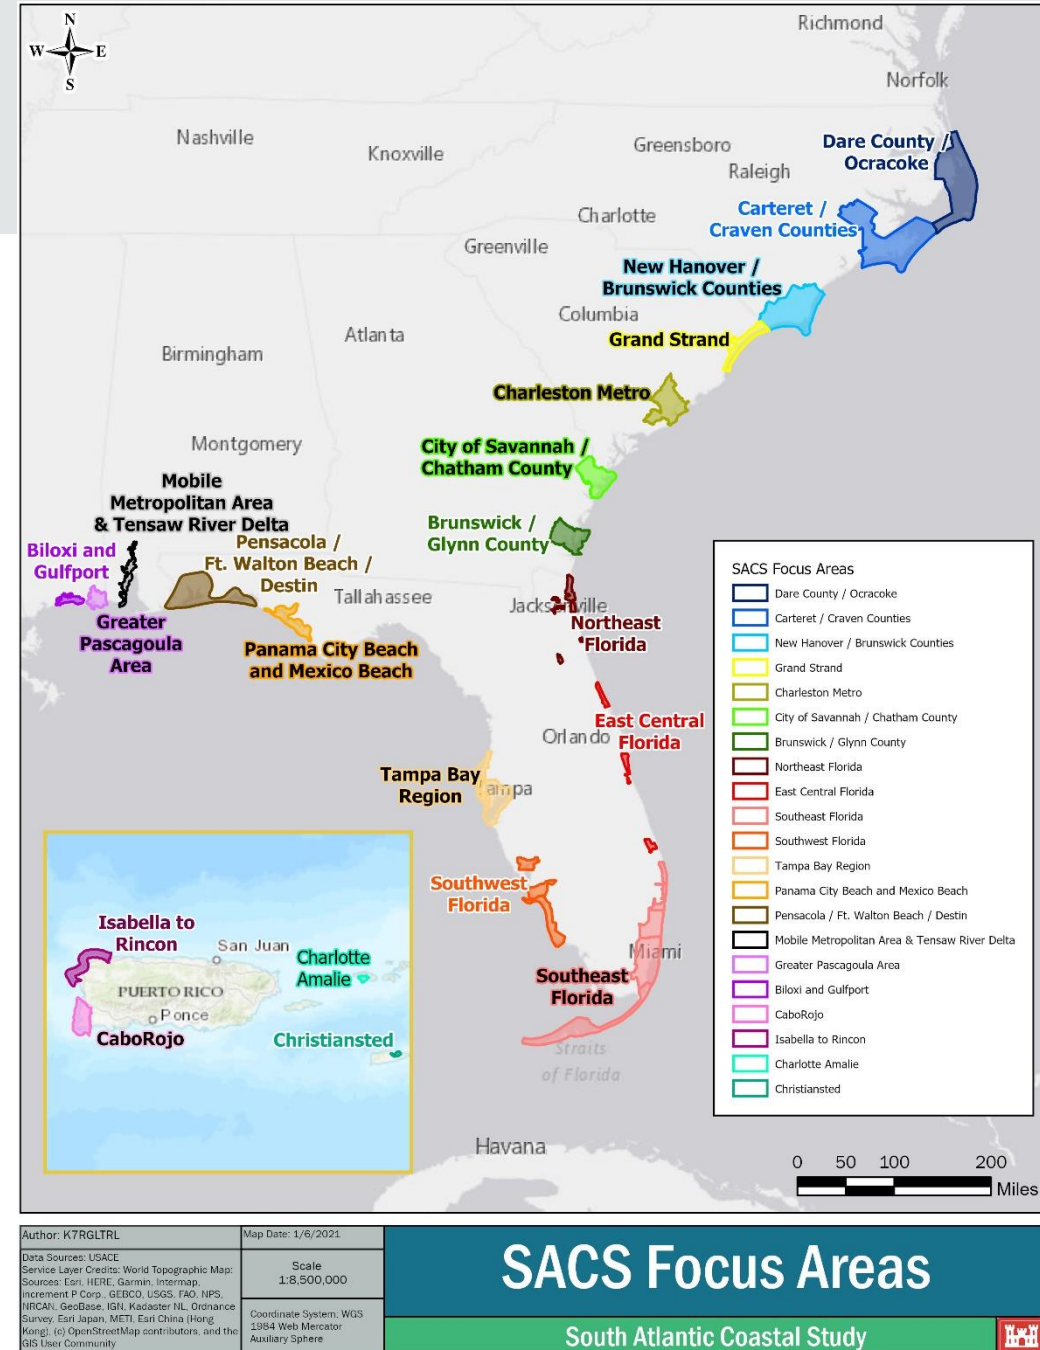 N
W
E
S
Richmond
Norfolk
Nashville
Knoxville
Greensboro
Raleigh
Dare County /
Ocracoke
Charlotte
Carteret /
Craven Counties
Greenville
New Hanover /
Brunswick Counties
Columbia
Atlanta
Grand Strand
Birmingham
Charleston Metro
Montgomery
City of Savannah /
Chatham County
Mobile
Metropolitan Area
& Tensaw River Delta
Brunswick /
Glynn County
Pensacola /
Ft. Walton Beach /
Destin
Biloxi and
Gulfport
Tallahassee
Jacksonville
Greater
Pascagoula
Area
Northeast
Florida
Panama City Beach
and Mexico Beach
East Central
Florida
Orlando
Tampa Bay
Region
Tampa
Southwest
Florida
Miami
Southeast
Florida
Straits
of Florida
Havana
Isabella to
Rincon
San Juan
Charlotte
Amalie
PUERTO RICO
Ponce
CaboRojo
Christiansted
SACS Focus Areas
Dare County / Ocracoke
Carteret / Craven Counties
New Hanover / Brunswick Counties
Grand Strand
Charleston Metro
City of Savannah / Chatham County
Brunswick / Glynn County
Northeast Florida
East Central Florida
Southeast Florida
Southwest Florida
Tampa Bay Region
Panama City Beach and Mexico Beach
Pensacola / Ft. Walton Beach / Destin
Mobile Metropolitan Area & Tensaw River Delta
Greater Pascagoula Area
Biloxi and Gulfport
CaboRojo
Isabella to Rincon
Charlotte Amalie
Christiansted
0 50 100 200
Miles
Author: K7RGLTRL
Map Date: 1/6/2021
Data Sources: USACE
Service Layer Credits: World Topographic Map:
Sources: Esri, HERE, Garmin, Intermap,
increment P Corp., GEBCO, USGS, FAO, NPS,
NRCAN, GeoBase, IGN, Kadaster NL, Ordnance
Survey, Esri Japan, METI, Esri China (Hong
Kong), (c) OpenStreetMap contributors, and the
GIS User Community
Scale
1:8,500,000
Coordinate System: WGS
1984 Web Mercator
Auxiliary Sphere
SACS Focus Areas
South Atlantic Coastal Study